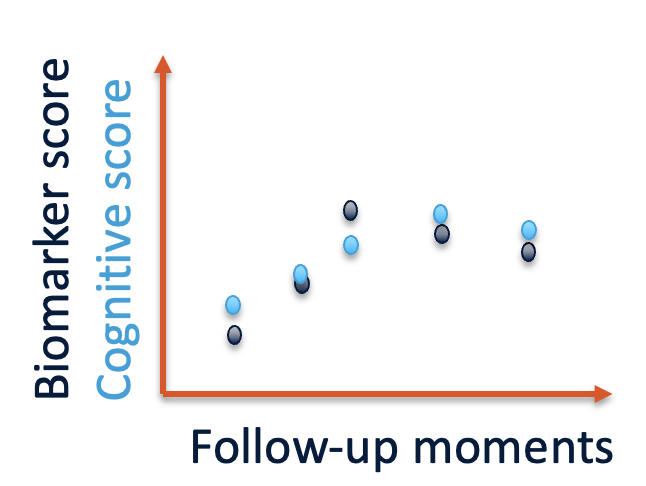 Biomarker score
Cognitive score
Follow-up moments